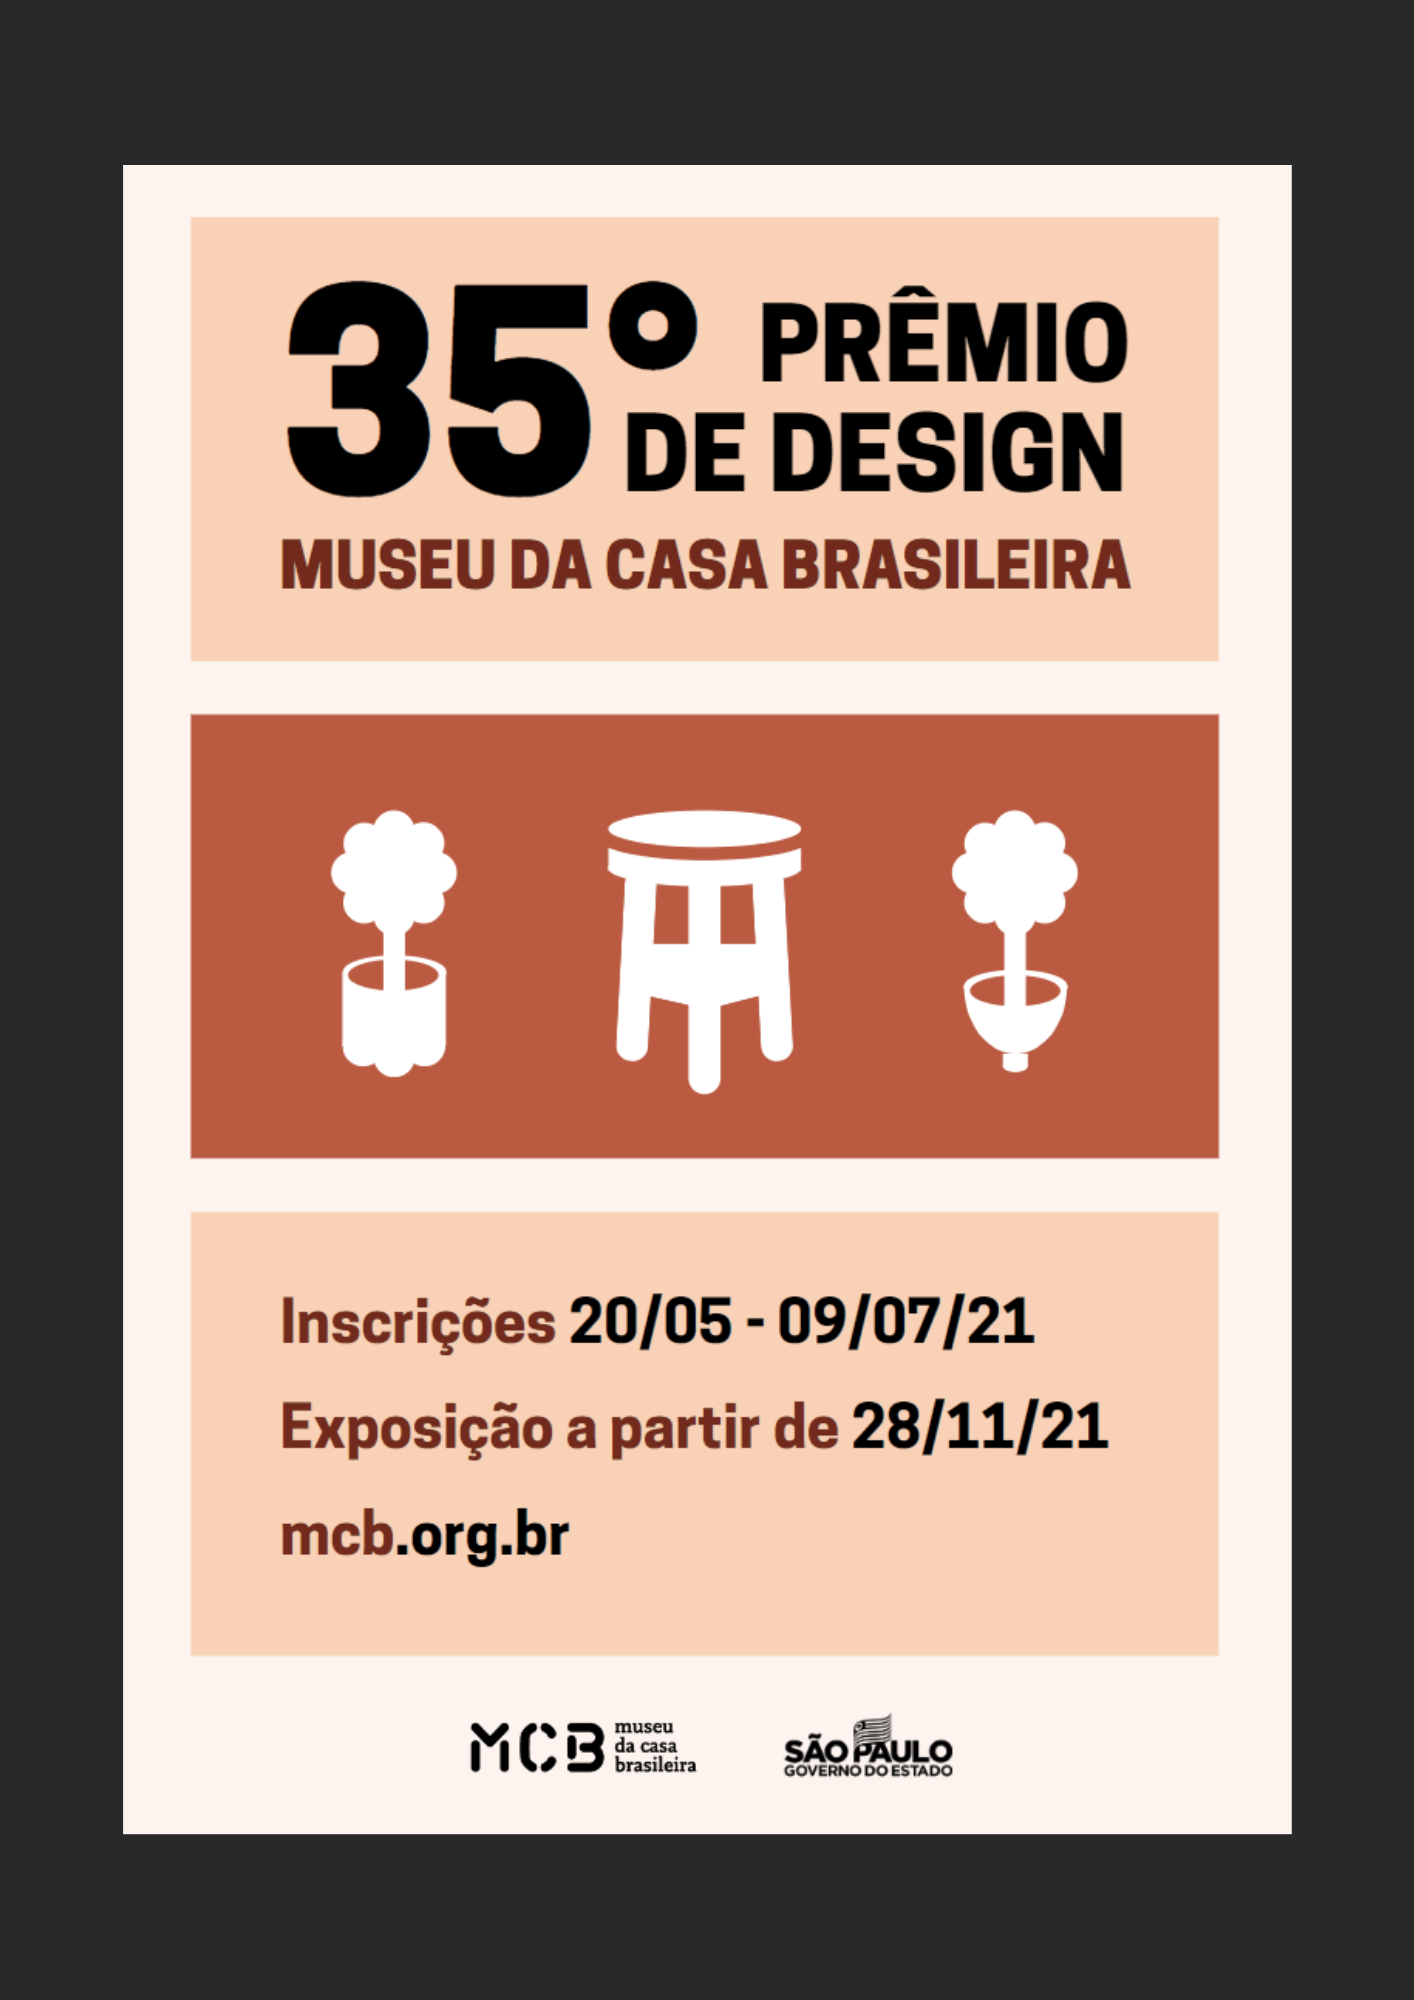 35º PRÊMIO
DE DESIGN
MUSEU DA CASA BRASILEIRA
Inscrições 20/05 - 09/07/21
Exposição a partir de 28/11/21
mcb.org.br
MCB museu
da casa
brasileira
SÃO PAULO
GOVERNO DO ESTADO